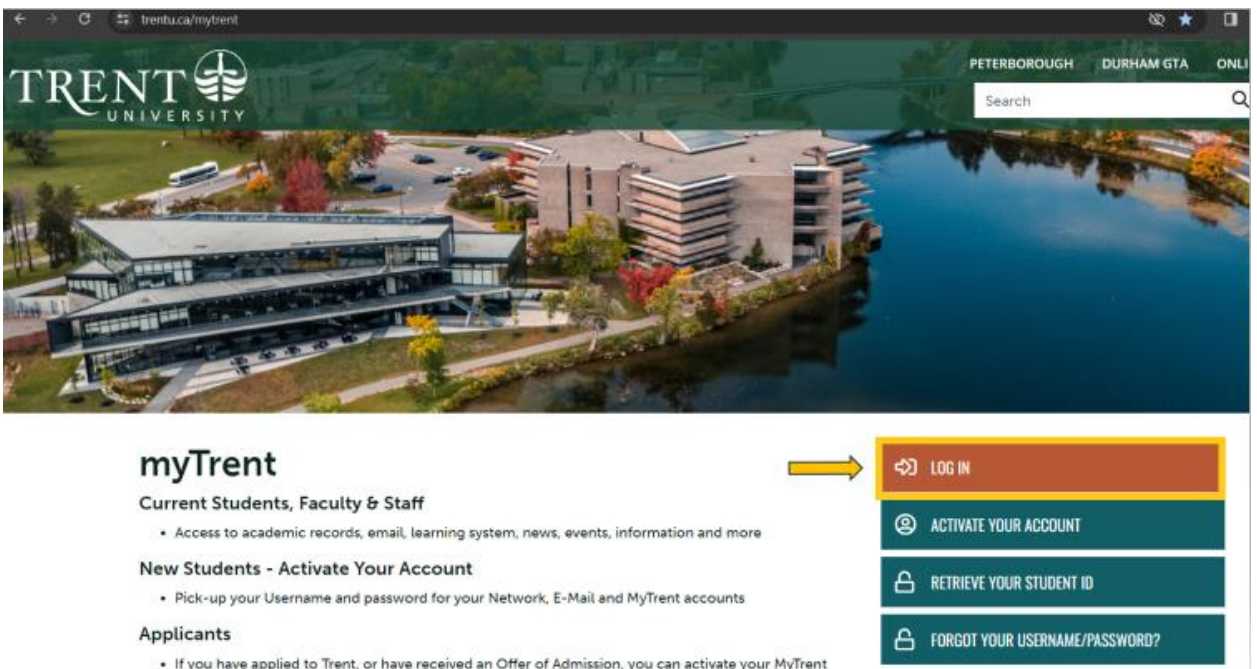 trentu.ca/mytrent
PETERBOROUGH DURHAM GTA ONLI
TRENT
UNIVERSITY
Search
myTrent
LOG IN
Current Students, Faculty & Staff
• Access to academic records, email, learning system, news, events, information and more
ACTIVATE YOUR ACCOUNT
New Students - Activate Your Account
• Pick-up your Username and password for your Network, E-Mail and MyTrent accounts
RETRIEVE YOUR STUDENT ID
Applicants
FORGOT YOUR USERNAME/PASSWORD?
• If you have applied to Trent, or have received an Offer of Admission, you can activate your MyTrent